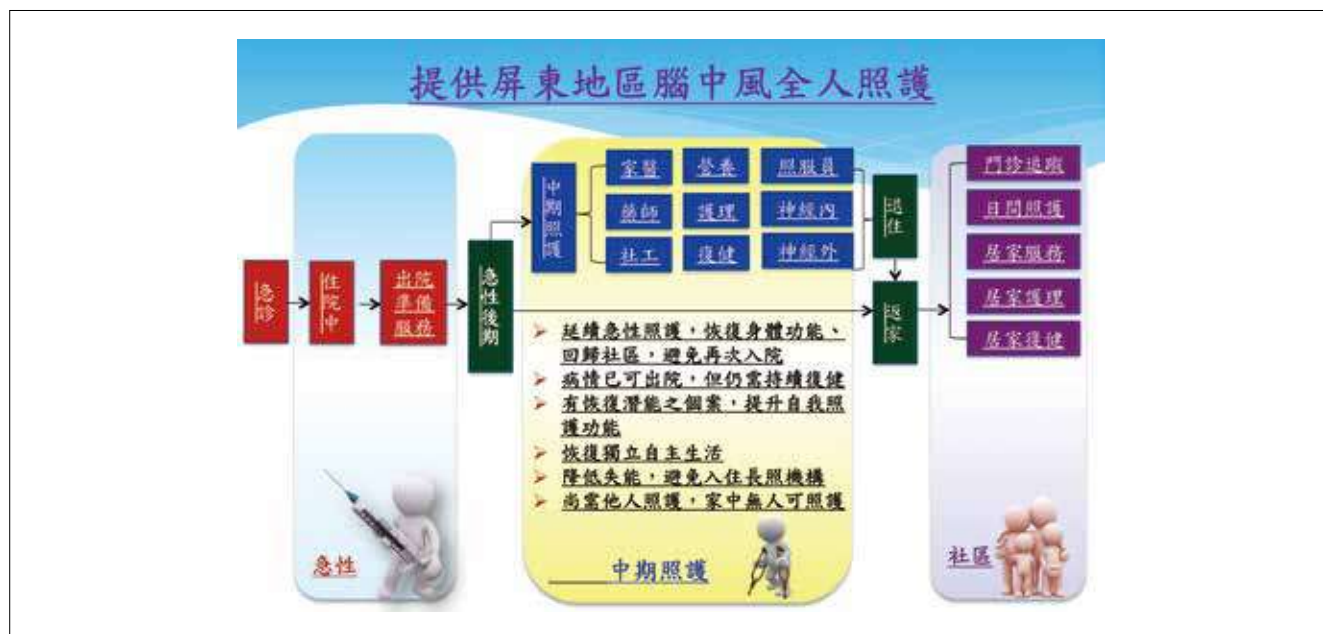 提供屏東地區腦中風全人照護
急診
住院中
出院
準備
服務
急性後期
中期照護
家醫
營養
照服員
藥師
護理
神經內
社工
復健
神經外
退住
返家
門診追蹤
日間照護
居家服務
居家護理
居家復健
➤ 延續急性照護，恢復身體功能、
回歸社區，避免再次入院
➤ 病情已可出院，但仍需持續復健
➤ 有恢復潛能之個案，提升自我照
護功能
➤ 恢復獨立自主生活
➤ 降低失能，避免入住長照機構
➤ 尚需他人照護，家中無人可照護
急性
中期照護
社區